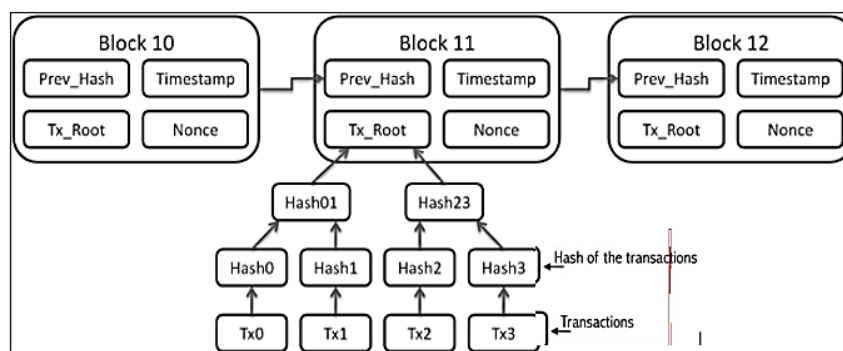 Block 10 Block 11 Block 12
Prev_Hash Timestamp Prev_Hash Timestamp Prev_Hash Timestamp
Tx_Root Nonce Tx_Root Nonce Tx_Root Nonce
Hash01 Hash23
Hash0 Hash1 Hash2 Hash3 Hash of the transactions
Tx0 Tx1 Tx2 Tx3 Transactions